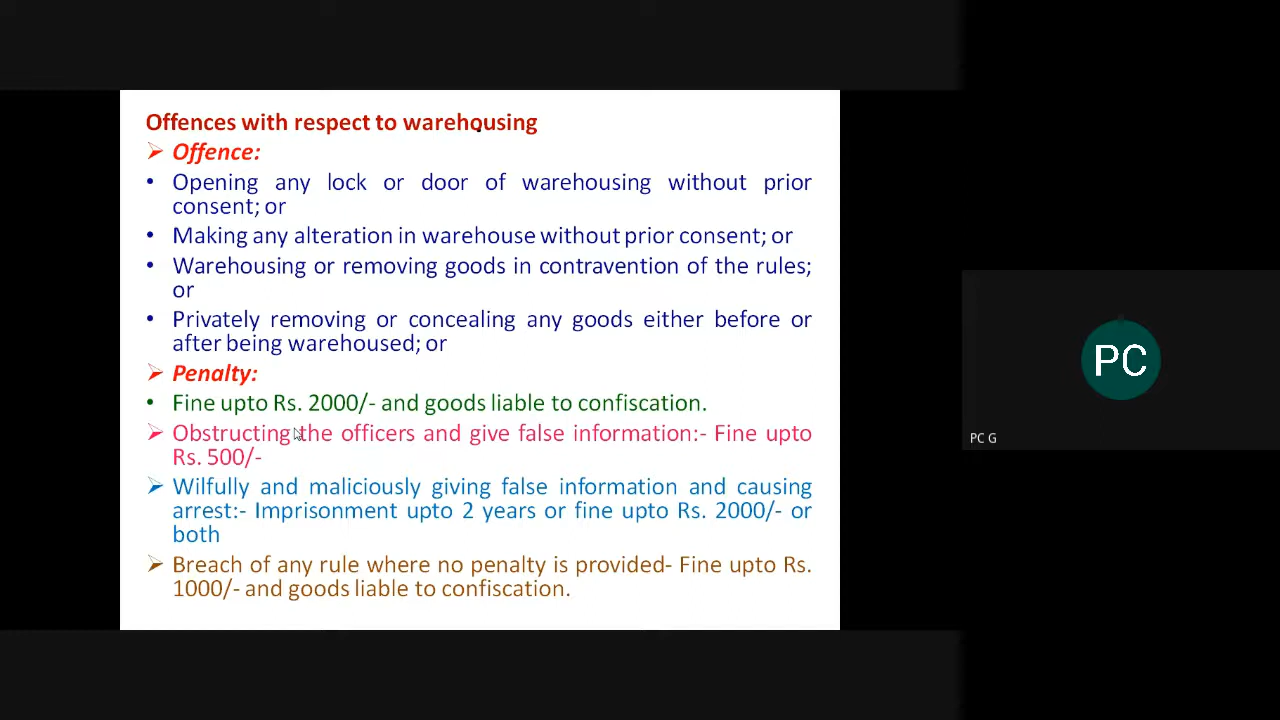 Offences with respect to warehousing
➢ Offence:
• Opening any lock or door of warehousing without prior
consent; or
• Making any alteration in warehouse without prior consent; or
• Warehousing or removing goods in contravention of the rules;
or
• Privately removing or concealing any goods either before or
after being warehoused; or
➢ Penalty:
• Fine upto Rs. 2000/- and goods liable to confiscation.
➢ Obstructing the officers and give false information:- Fine upto
Rs. 500/-
➢ Wilfully and maliciously giving false information and causing
arrest:- Imprisonment upto 2 years or fine upto Rs. 2000/- or
both
➢ Breach of any rule where no penalty is provided- Fine upto Rs.
1000/- and goods liable to confiscation.
PC
PC G